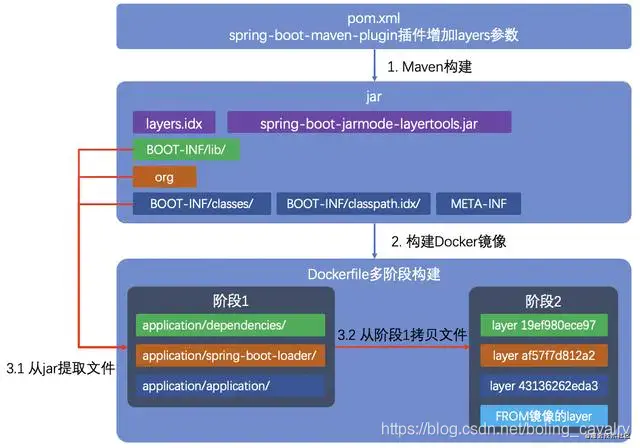 pom.xml
spring-boot-maven-plugin插件增加layers参数
1. Maven构建
jar
layers.idx
spring-boot-jarmode-layertools.jar
BOOT-INF/lib/
org
BOOT-INF/classes/
BOOT-INF/classpath.idx/
META-INF
2. 构建Docker镜像
Dockerfile多阶段构建
阶段1
阶段2
application/dependencies/
layer 19ef980ece97
3.2 从阶段1拷贝文件
application/spring-boot-loader/
layer af57f7d812a2
3.1 从jar提取文件
application/application/
layer 43136262eda3
FROM镜像的layer
https://blog.csdn.net/boling_cavalry